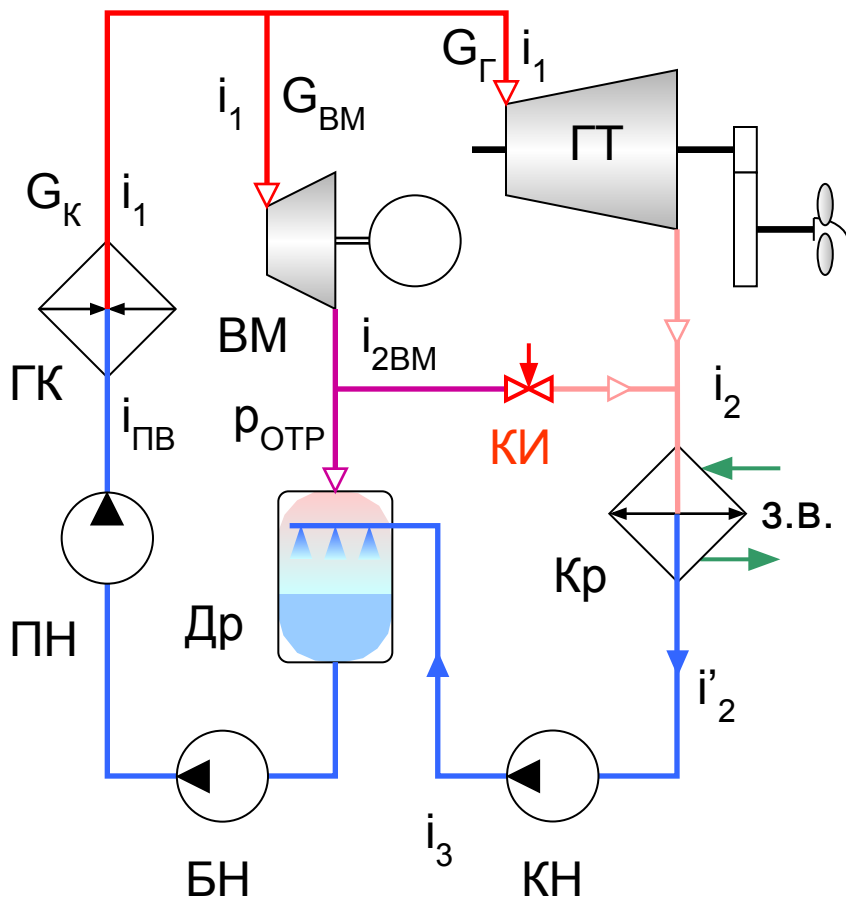 G_Г i_1
i_1 G_ВМ
ГТ
G_К i_1
ВМ
i_2ВМ
ГК
i_2
i_ПВ
p_ОТР
КИ
з.в.
Кр
ПН
Др
i’_2
i_3
БН
КН